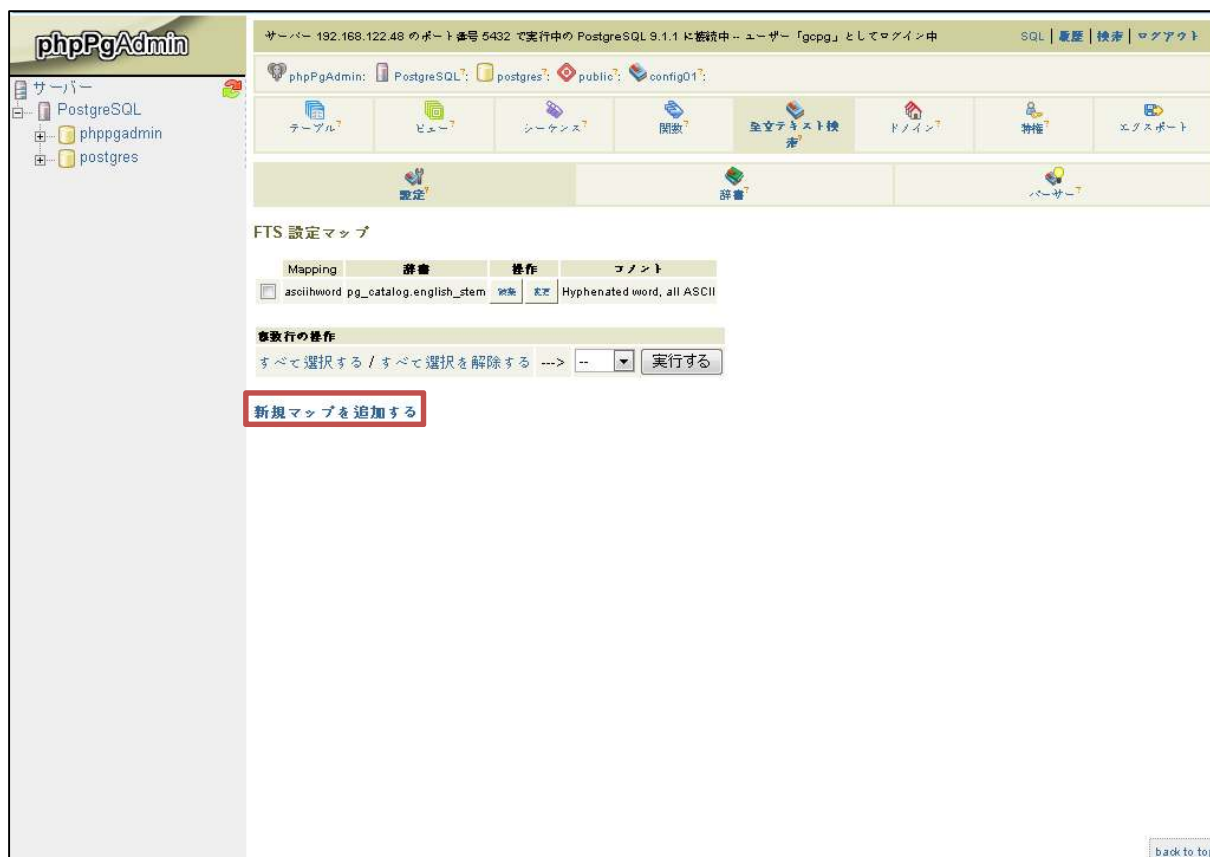 phpPgAdmin
サーバー
PostgreSQL
phppgadmin
postgres
サーバー 192.168.122.48 のポート番号 5432 で実行中の PostgreSQL 9.1.1 に接続中 -- ユーザー「gcpg」としてログイン中
SQL | 履歴 | 検索 | ログアウト
phpPgAdmin: PostgreSQL?: postgres?: public?: config01?:
テーブル? ビュー? シーケンス? 関数? 全文テキスト検索? ドメイン? 特権? エクスポート
設定? 辞書? パーサー?
FTS 設定マップ
Mapping 辞書 操作 コメント
asciihword pg_catalog.english_stem 編集 変更 Hyphenated word, all ASCII
複数行の操作
すべて選択する / すべて選択を解除する ---> -- 実行する
新規マップを追加する
back to top